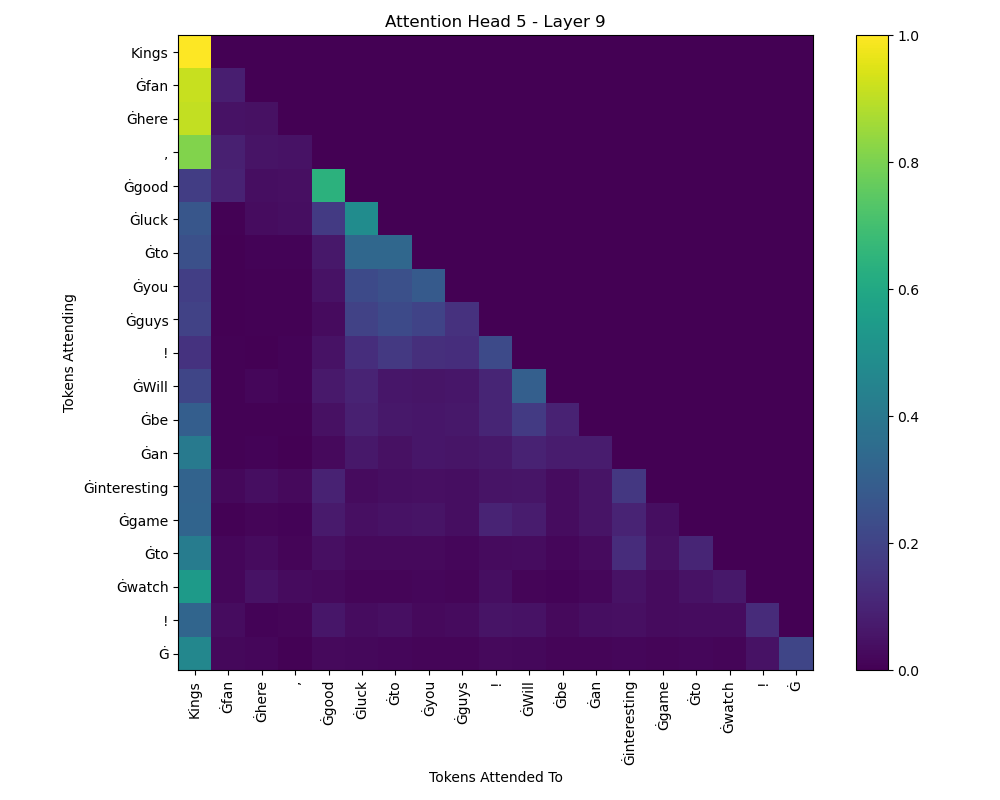 Attention Head 5 - Layer 9
Kings
Ġfan
Ġhere
,
Ġgood
Ġluck
Ġto
Ġyou
Ġguys
!
ĠWill
Ġbe
Ġan
Ġinteresting
Ġgame
Ġto
Ġwatch
!
Ġ
Tokens Attending
Kings
Ġfan
Ġhere
,
Ġgood
Ġluck
Ġto
Ġyou
Ġguys
!
ĠWill
Ġbe
Ġan
Ġinteresting
Ġgame
Ġto
Ġwatch
!
Ġ
Tokens Attended To
1.0
0.8
0.6
0.4
0.2
0.0